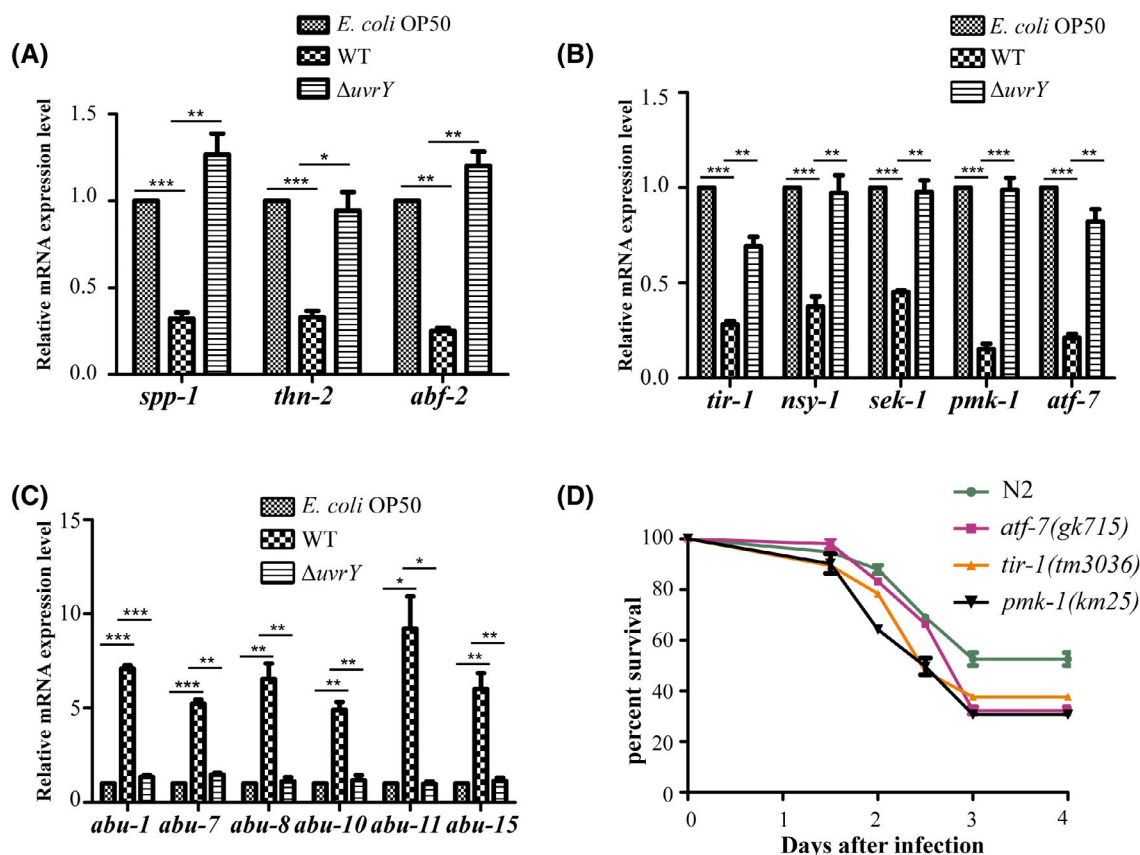 (A)
E. coli OP50
WT
ΔuvrY
Relative mRNA expression level
1.5
1.0
0.5
0.0
*** **
*** *
** **
spp-1 thn-2 abf-2
(B)
E. coli OP50
WT
ΔuvrY
Relative mRNA expression level
1.5
1.0
0.5
0.0
*** **
*** **
*** **
*** ***
*** **
tir-1 nsy-1 sek-1 pmk-1 atf-7
(C)
E. coli OP50
WT
ΔuvrY
Relative mRNA expression level
15
10
5
0
*** ***
*** **
** **
** **
* *
** **
abu-1 abu-7 abu-8 abu-10 abu-11 abu-15
(D)
N2
atf-7(gk715)
tir-1(tm3036)
pmk-1(km25)
percent survival
100
80
60
40
20
0
0 1 2 3 4
Days after infection